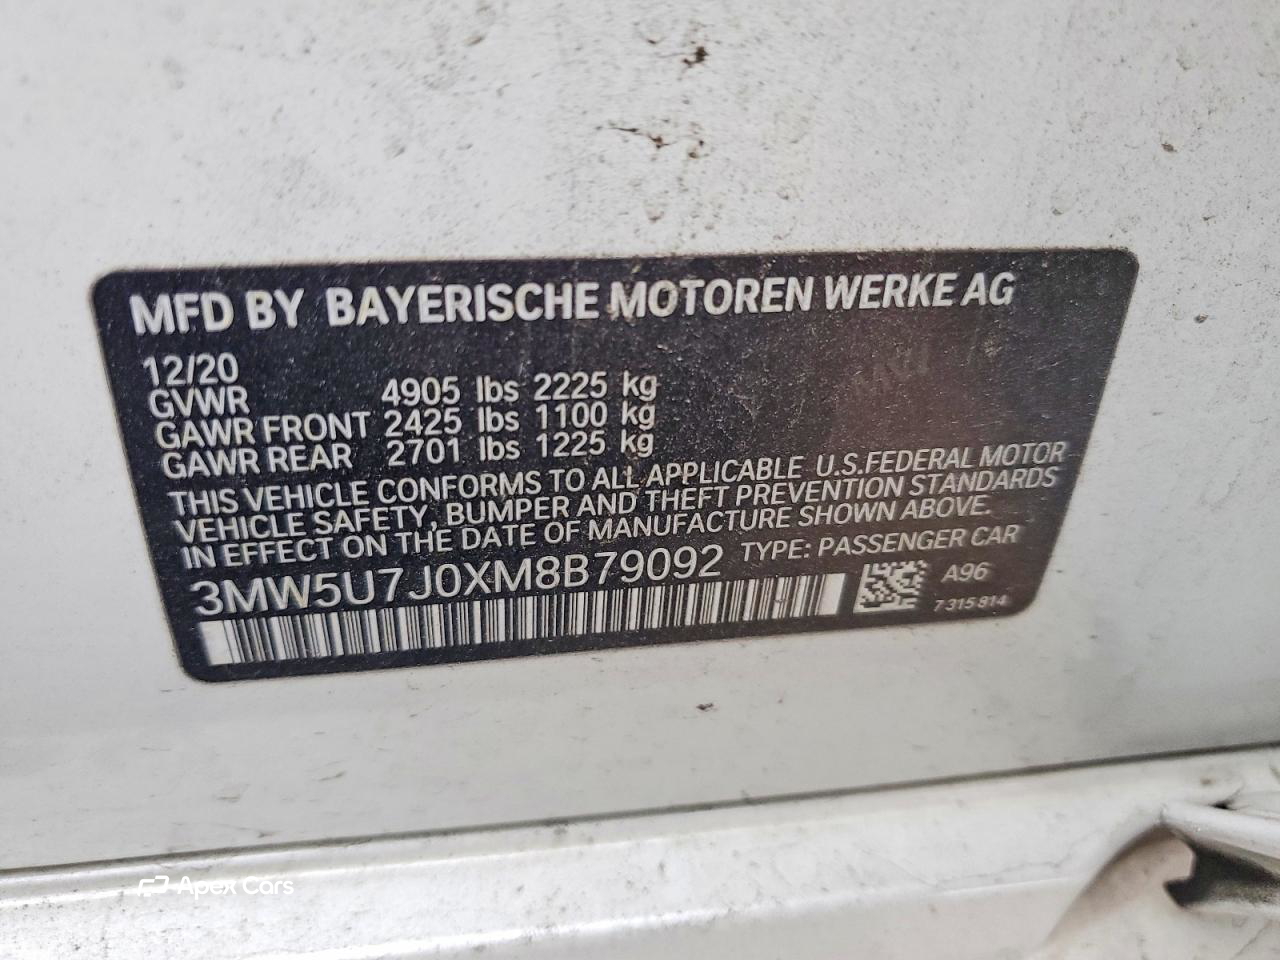 MFD BY BAYERISCHE MOTOREN WERKE AG
12/20
GVWR 4905 lbs 2225 kg
GAWR FRONT 2425 lbs 1100 kg
GAWR REAR 2701 lbs 1225 kg
THIS VEHICLE CONFORMS TO ALL APPLICABLE U.S.FEDERAL MOTOR
VEHICLE SAFETY, BUMPER AND THEFT PREVENTION STANDARDS
IN EFFECT ON THE DATE OF MANUFACTURE SHOWN ABOVE.
3MW5U7J0XM8B79092 TYPE: PASSENGER CAR
A96
7 315 814
Apex Cars